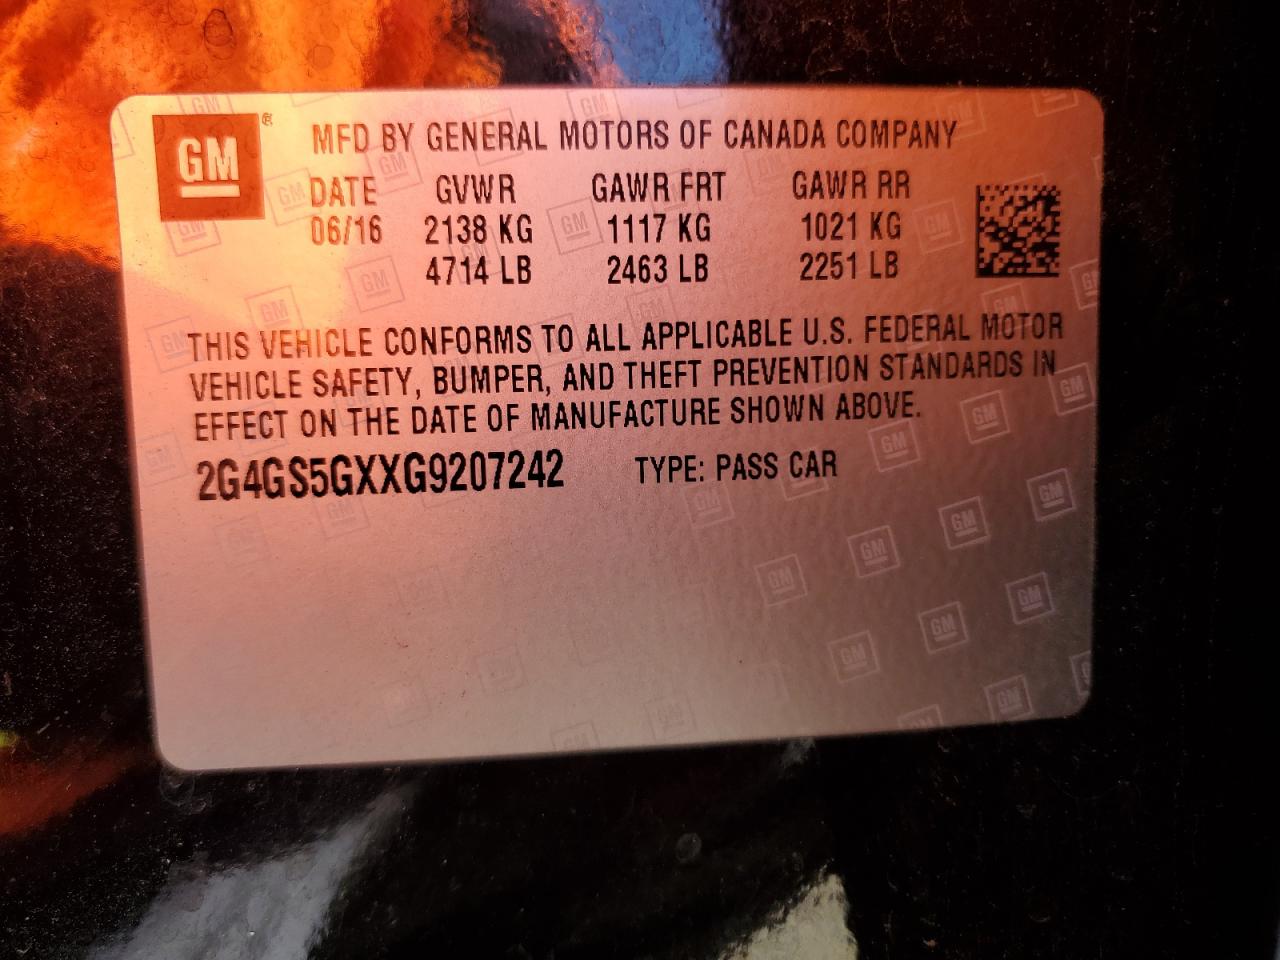 GM ®
MFD BY GENERAL MOTORS OF CANADA COMPANY
DATE GVWR GAWR FRT GAWR RR
06/16 2138 KG 1117 KG 1021 KG
4714 LB 2463 LB 2251 LB
THIS VEHICLE CONFORMS TO ALL APPLICABLE U.S. FEDERAL MOTOR
VEHICLE SAFETY, BUMPER, AND THEFT PREVENTION STANDARDS IN
EFFECT ON THE DATE OF MANUFACTURE SHOWN ABOVE.
2G4GS5GXXG9207242 TYPE: PASS CAR